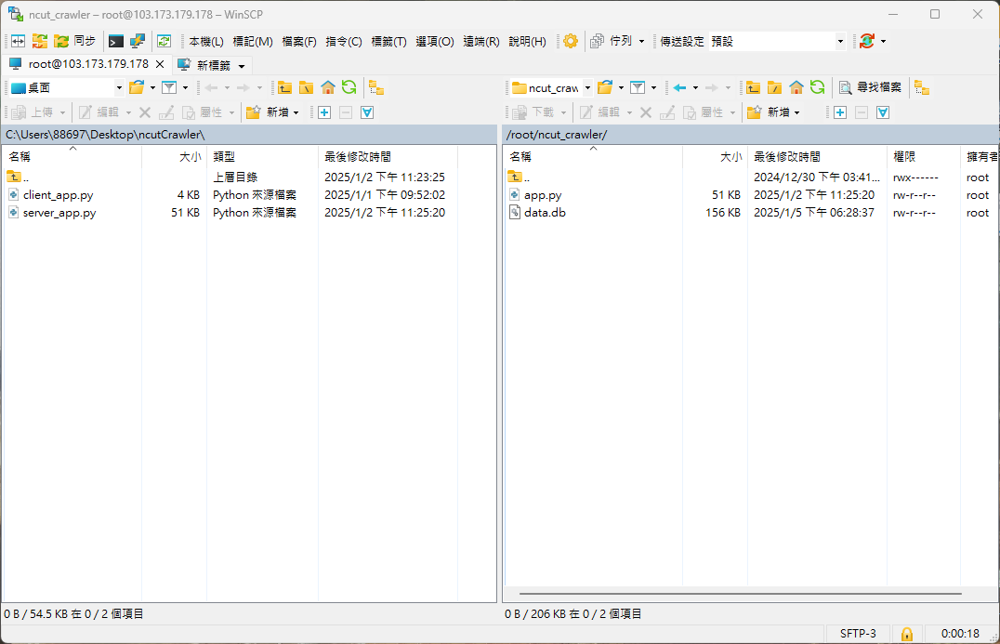 ncut_crawler – root@103.173.179.178 – WinSCP
同步 本機(L) 標記(M) 檔案(F) 指令(C) 標籤(T) 選項(O) 遠端(R) 說明(H) 佇列 傳送設定 預設
root@103.173.179.178 新標籤
桌面
上傳 編輯 屬性 新增
C:\Users\88697\Desktop\ncutCrawler\
名稱 大小 類型 最後修改時間
.. 上層目錄 2025/1/2 下午 11:23:25
client_app.py 4 KB Python 來源檔案 2025/1/1 下午 09:52:02
server_app.py 51 KB Python 來源檔案 2025/1/2 下午 11:25:20
0 B / 54.5 KB 在 0 / 2 個項目
ncut_craw 尋找檔案
下載 編輯 屬性 新增
/root/ncut_crawler/
名稱 大小 最後修改時間 權限 擁有者
.. 2024/12/30 下午 03:41... rwx------ root
app.py 51 KB 2025/1/2 下午 11:25:20 rw-r--r-- root
data.db 156 KB 2025/1/5 下午 06:28:37 rw-r--r-- root
0 B / 206 KB 在 0 / 2 個項目
SFTP-3 0:00:18